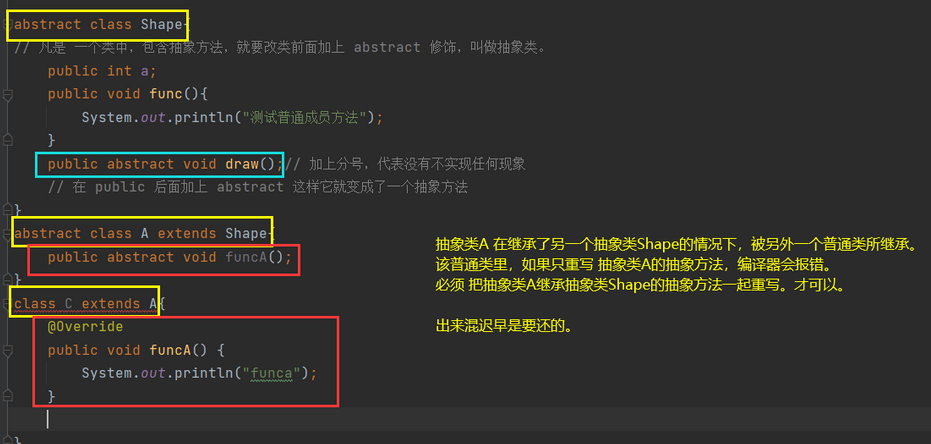 abstract class Shape{
// 凡是 一个类中，包含抽象方法，就要改类前面加上 abstract 修饰，叫做抽象类。
public int a;
public void func(){
System.out.println("测试普通成员方法");
}
public abstract void draw();// 加上分号，代表没有不实现任何现象
// 在 public 后面加上 abstract 这样它就变成了一个抽象方法
}
abstract class A extends Shape{
public abstract void funcA();
}
class C extends A{
@Override
public void funcA() {
System.out.println("funca");
}
}
抽象类A 在继承了另一个抽象类Shape的情况下，被另外一个普通类所继承。
该普通类里，如果只重写 抽象类A的抽象方法，编译器会报错。
必须 把抽象类A继承抽象类Shape的抽象方法一起重写。才可以。
出来混迟早是要还的。